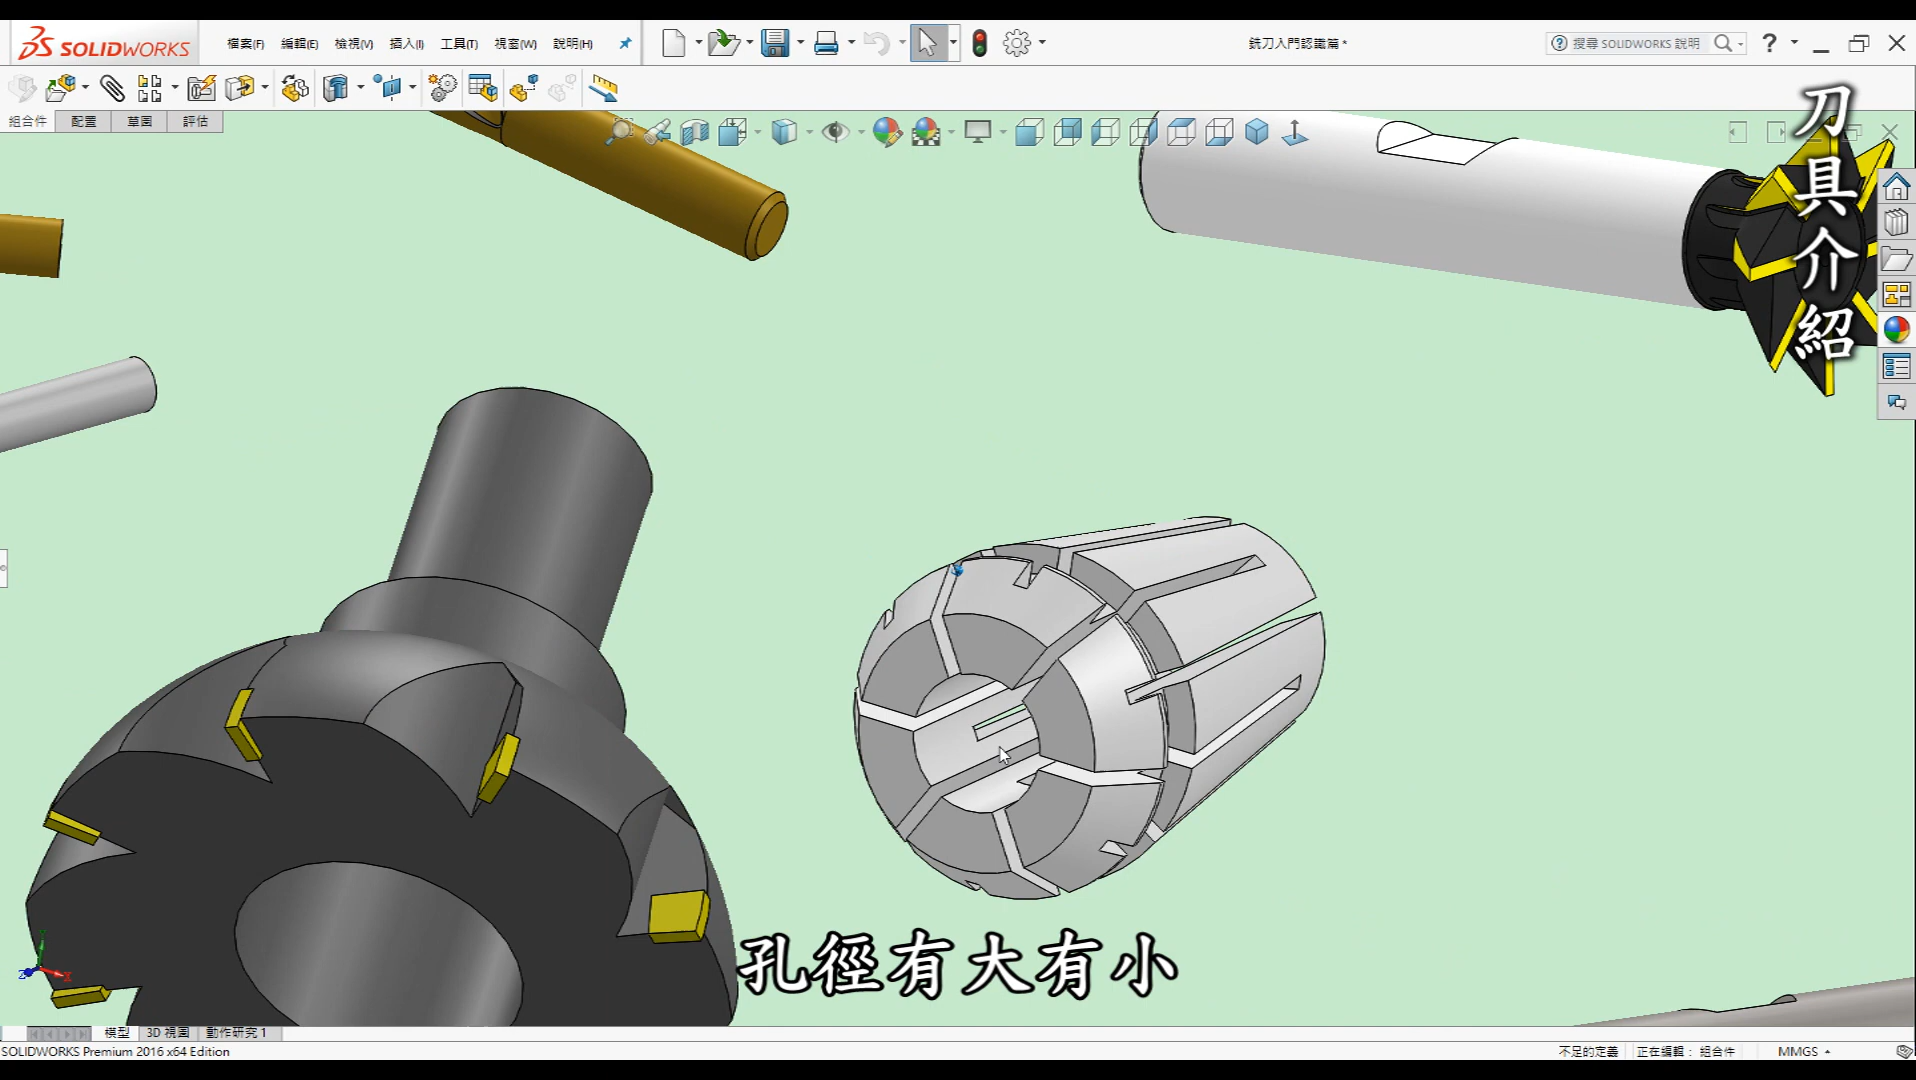 SOLIDWORKS
檔案(F) 編輯(E) 檢視(V) 插入(I) 工具(T) 視窗(W) 說明(H)
銑刀入門認識篇 *
搜尋 SOLIDWORKS 說明
組合件 配置 草圖 評估
刀具介紹
孔徑有大有小
模型 3D 視圖 動作研究 1
SOLIDWORKS Premium 2016 x64 Edition
不足的定義 正在編輯： 組合件 MMGS